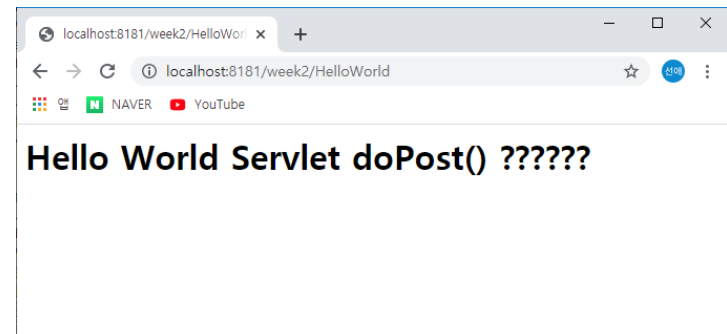 localhost:8181/week2/HelloWorl
localhost:8181/week2/HelloWorld
선애
앱 NAVER YouTube
Hello World Servlet doPost() ??????